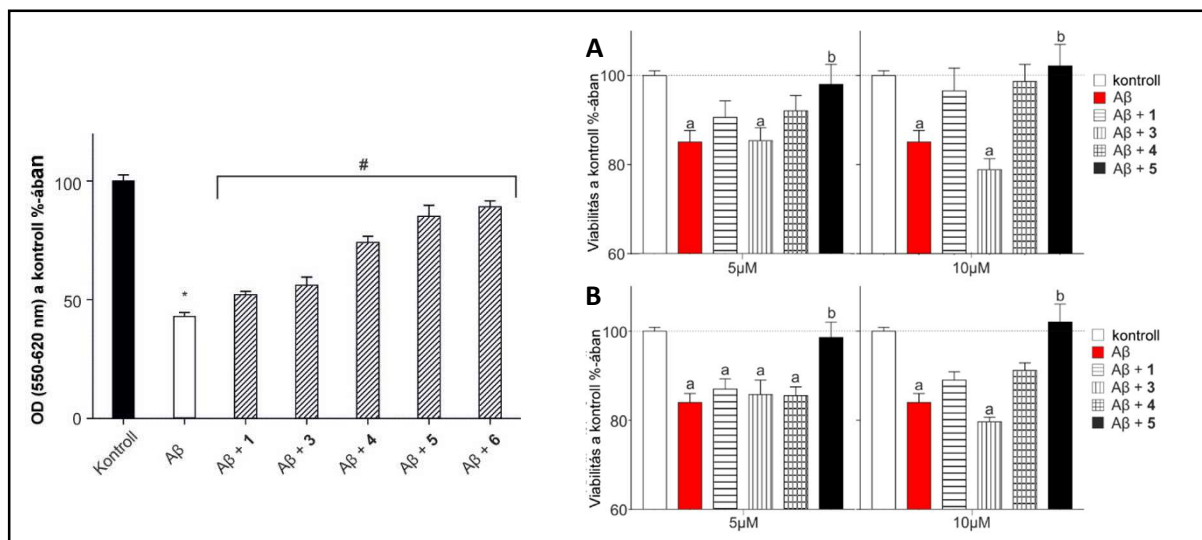 OD (550-620 nm) a kontroll %-ában
100
50
0
*
#
Kontroll
Aβ
Aβ + 1
Aβ + 3
Aβ + 4
Aβ + 5
Aβ + 6
A
Viabilitás a kontroll %-ában
100
80
60
a
a
b
a
a
b
5µM
10µM
kontroll
Aβ
Aβ + 1
Aβ + 3
Aβ + 4
Aβ + 5
B
Viabilitás a kontroll %-ában
100
80
60
a
a
a
a
b
a
a
b
5µM
10µM
kontroll
Aβ
Aβ + 1
Aβ + 3
Aβ + 4
Aβ + 5